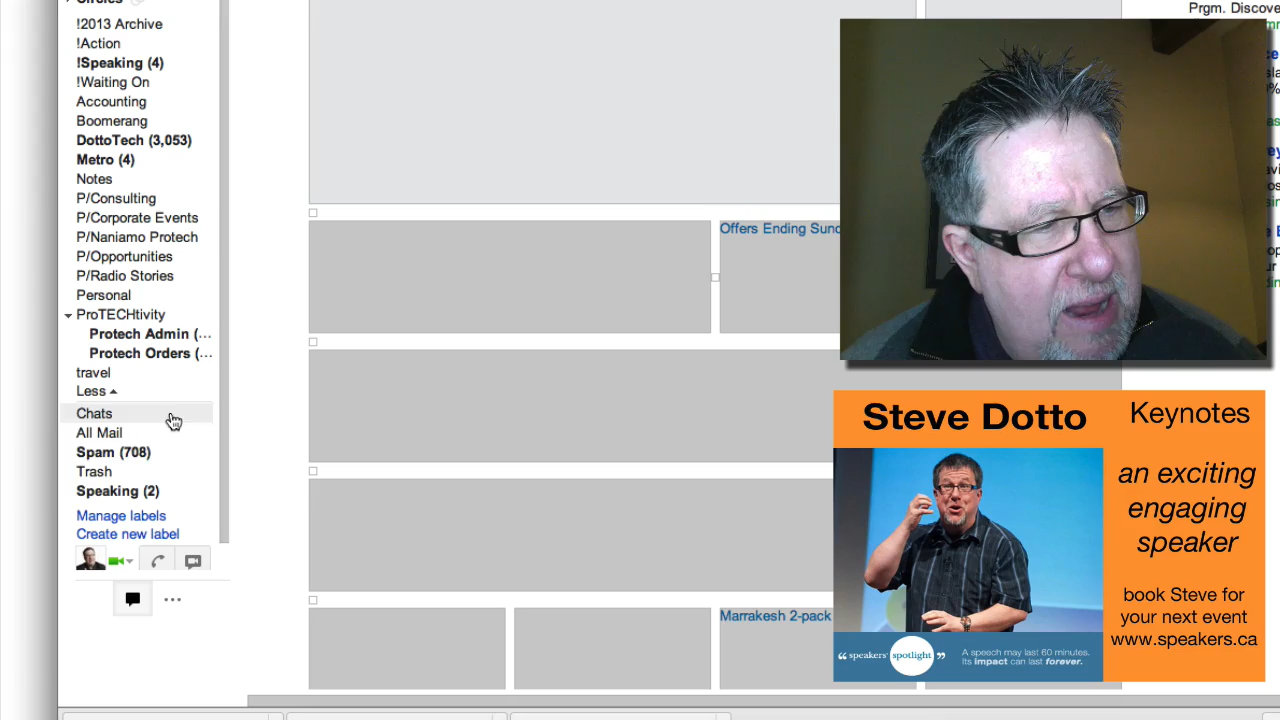 Circles
!2013 Archive
!Action
!Speaking (4)
!Waiting On
Accounting
Boomerang
DottoTech (3,053)
Metro (4)
Notes
P/Consulting
P/Corporate Events
P/Naniamo Protech
P/Opportunities
P/Radio Stories
Personal
ProTECHtivity
Protech Admin (...
Protech Orders (...
travel
Less
Chats
All Mail
Spam (708)
Trash
Speaking (2)
Manage labels
Create new label
Offers Ending Sund
Marrakesh 2-pack
Prgm. Discove
Steve Dotto
Keynotes
an exciting
engaging
speaker
book Steve for
your next event
www.speakers.ca
“ speakers' spotlight ”
A speech may last 60 minutes.
Its impact can last forever.